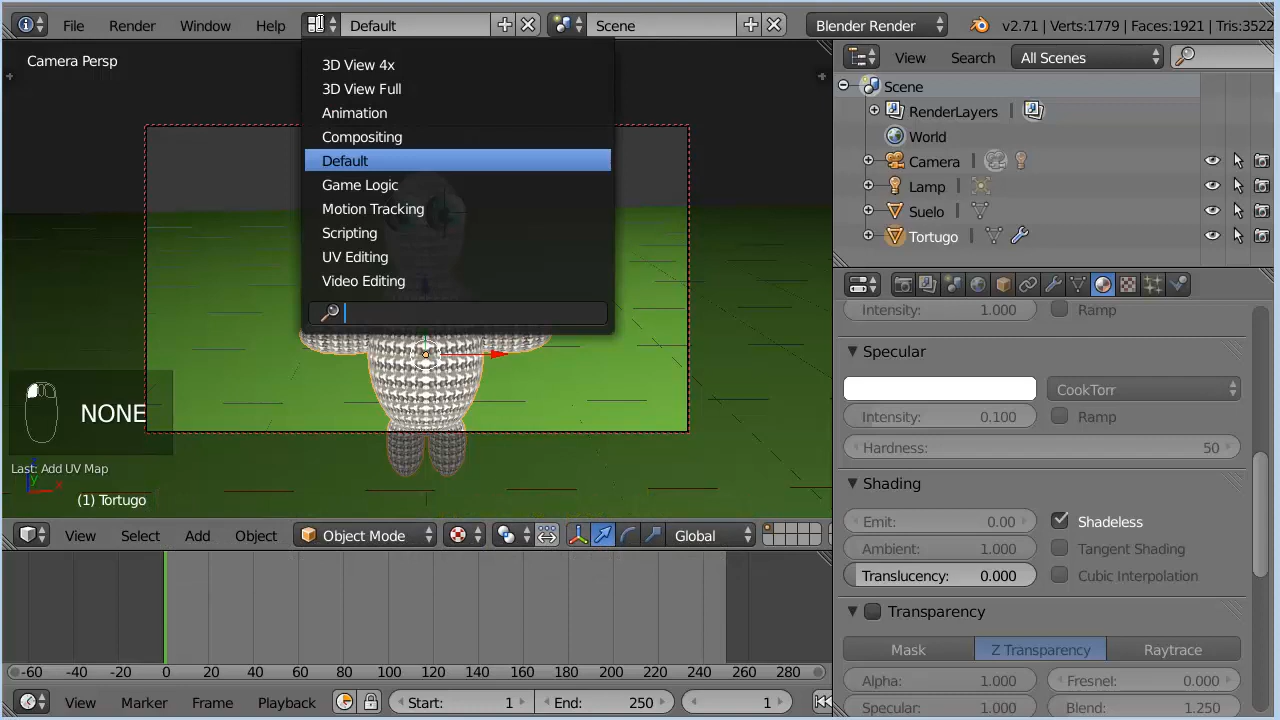 File Render Window Help Default Scene Blender Render v2.71 | Verts:1779 | Faces:1921 | Tris:3522
Camera Persp
3D View 4x
3D View Full
Animation
Compositing
Default
Game Logic
Motion Tracking
Scripting
UV Editing
Video Editing
NONE
Last: Add UV Map
z
y
x
(1) Tortugo
View Select Add Object Object Mode Global
-60 -40 -20 0 20 40 60 80 100 120 140 160 180 200 220 240 260 280
View Marker Frame Playback Start: 1 End: 250 1
View Search All Scenes
Scene
RenderLayers |
World
Camera |
Lamp |
Suelo |
Tortugo |
Intensity: 1.000 Ramp
Specular
CookTorr
Intensity: 0.100 Ramp
Hardness: 50
Shading
Emit: 0.00 Shadeless
Ambient: 1.000 Tangent Shading
Translucency: 0.000 Cubic Interpolation
Transparency
Mask Z Transparency Raytrace
Alpha: 1.000 Fresnel: 0.000
Specular: 1.000 Blend: 1.250